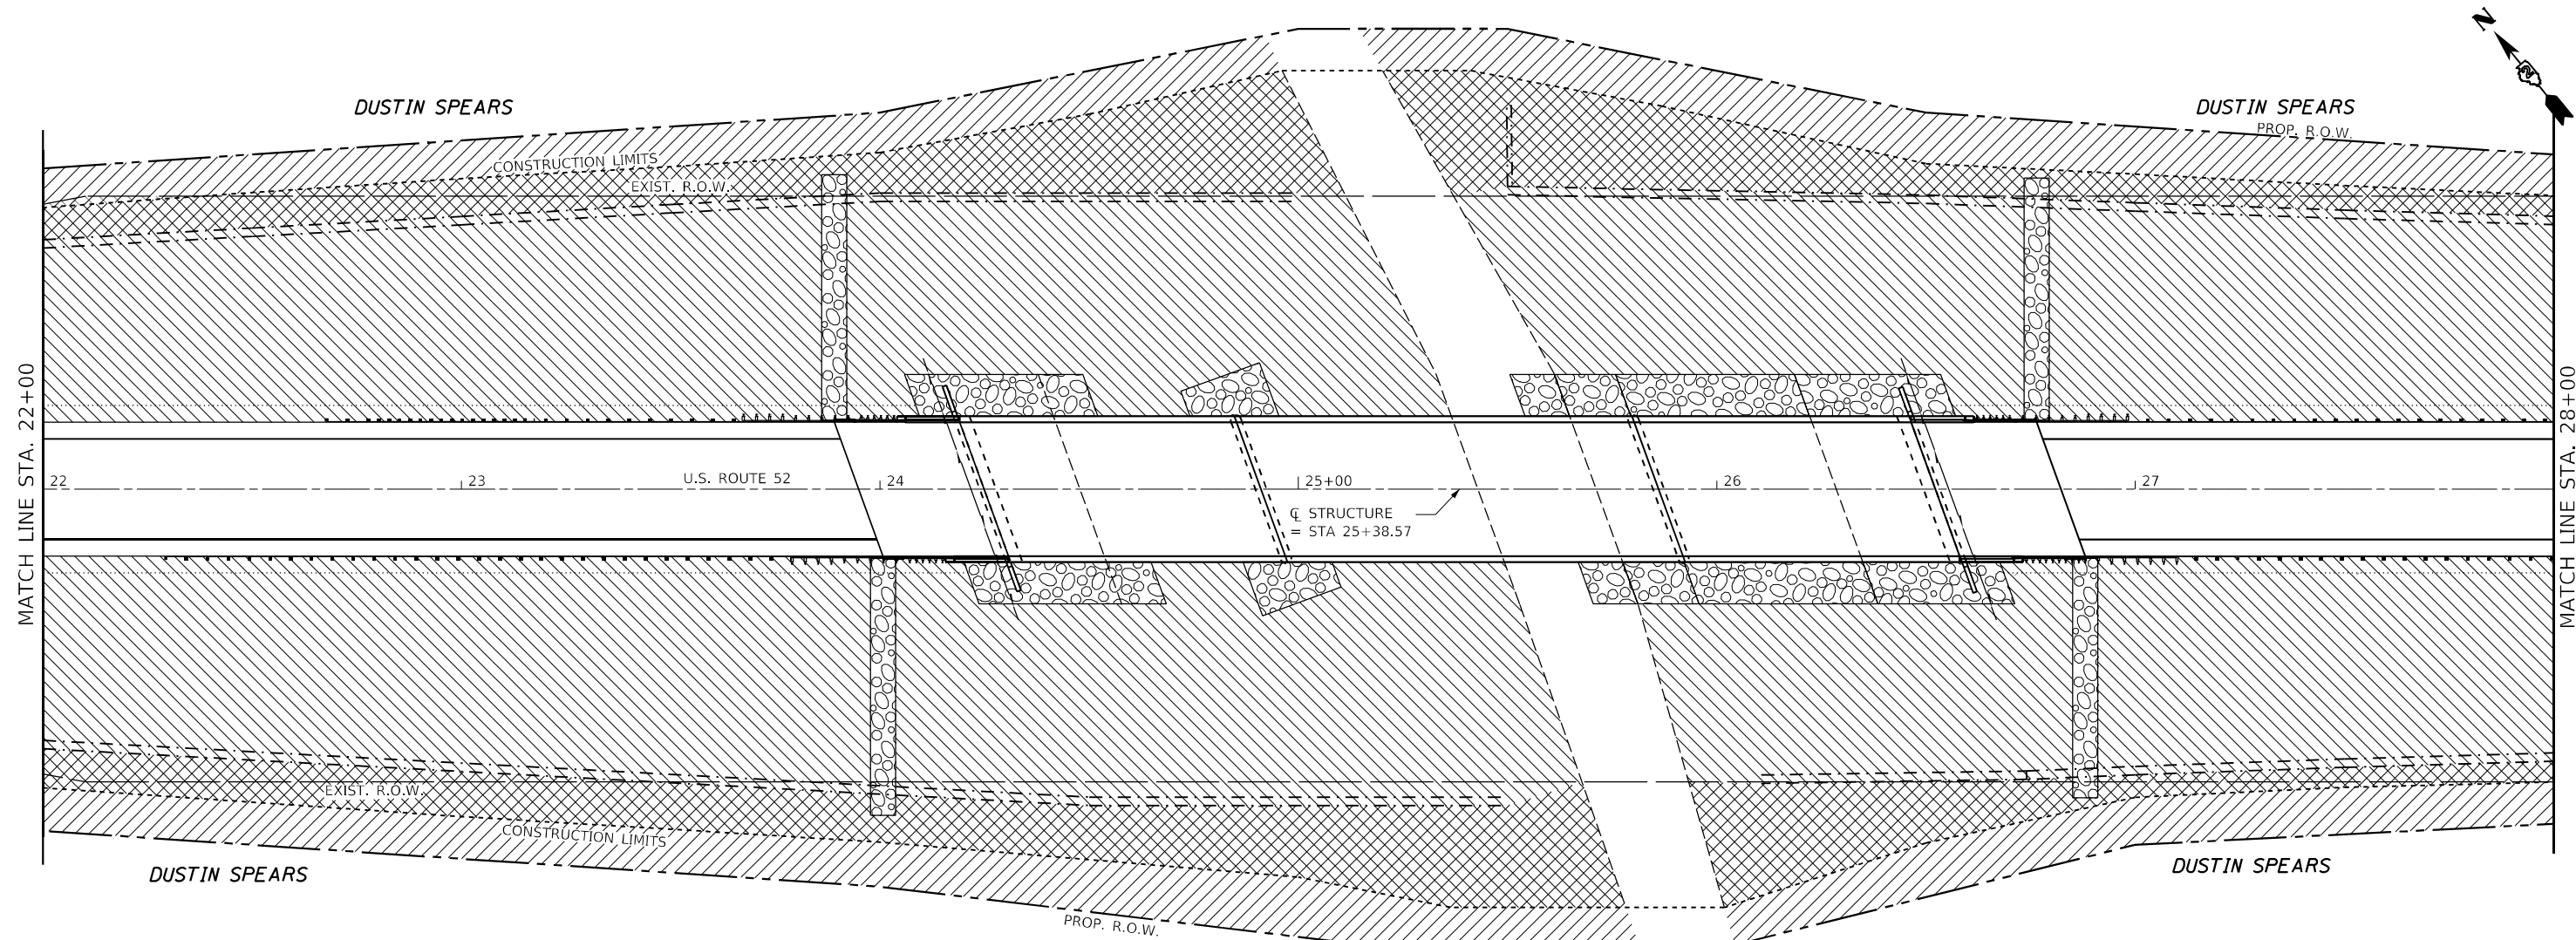 N
2
DUSTIN SPEARS
DUSTIN SPEARS
PROP. R.O.W.
CONSTRUCTION LIMITS
EXIST. R.O.W.
MATCH LINE STA. 22+00
MATCH LINE STA. 28+00
22
23
U.S. ROUTE 52
24
25+00
26
27
℄ STRUCTURE
= STA 25+38.57
EXIST. R.O.W.
CONSTRUCTION LIMITS
DUSTIN SPEARS
DUSTIN SPEARS
PROP. R.O.W.